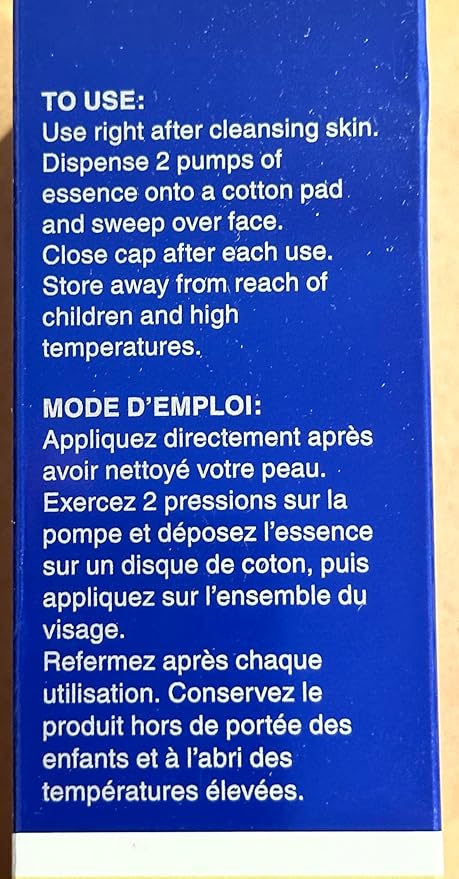 TO USE:
Use right after cleansing skin.
Dispense 2 pumps of
essence onto a cotton pad
and sweep over face.
Close cap after each use.
Store away from reach of
children and high
temperatures.
MODE D'EMPLOI:
Appliquez directement après
avoir nettoyé votre peau.
Exercez 2 pressions sur la
pompe et déposez l'essence
sur un disque de coton, puis
appliquez sur l'ensemble du
visage.
Refermez après chaque
utilisation. Conservez le
produit hors de portée des
enfants et à l'abri des
températures élevées.